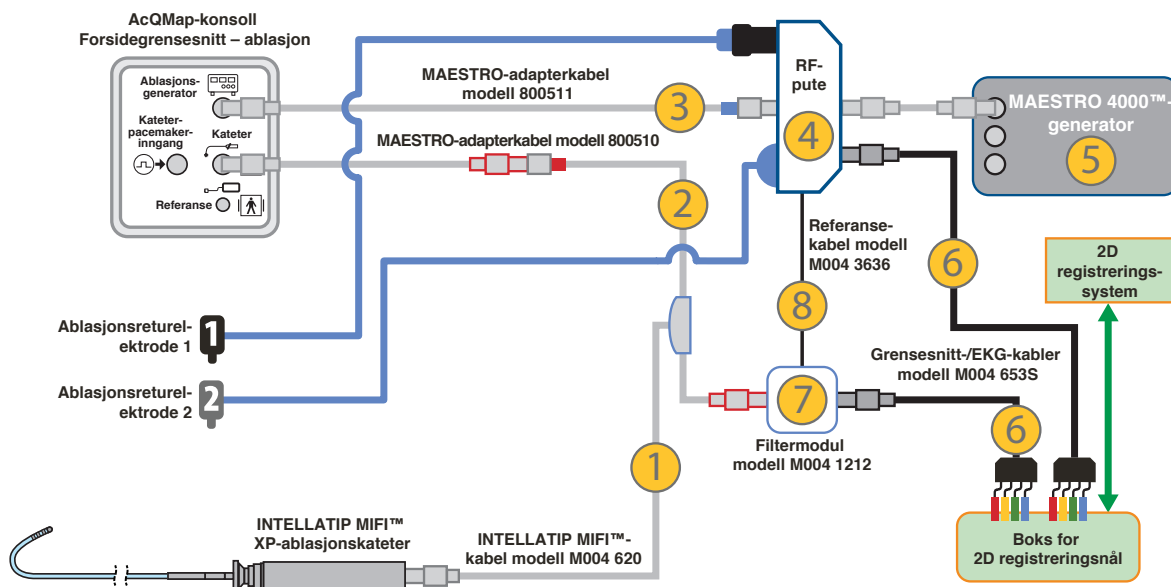 AcQMap-konsoll
Forsidegrensesnitt – ablasjon
Ablasjons-
generator
Kateter-
pacemaker-
inngang
Kateter
Referanse
MAESTRO-adapterkabel
modell 800511
3
MAESTRO-adapterkabel modell 800510
2
RF-
pute
4
MAESTRO 4000™-
generator
5
Referanse-
kabel modell
M004 3636
6
8
2D
registrerings-
system
Ablasjonsreturel-
ektrode 1
1
Ablasjonsreturel-
ektrode 2
2
Grensesnitt-/EKG-kabler
modell M004 653S
7
Filtermodul
modell M004 1212
6
1
INTELLATIP MIFI™
XP-ablasjonskateter
INTELLATIP MIFI™-
kabel modell M004 620
Boks for
2D registreringsnål